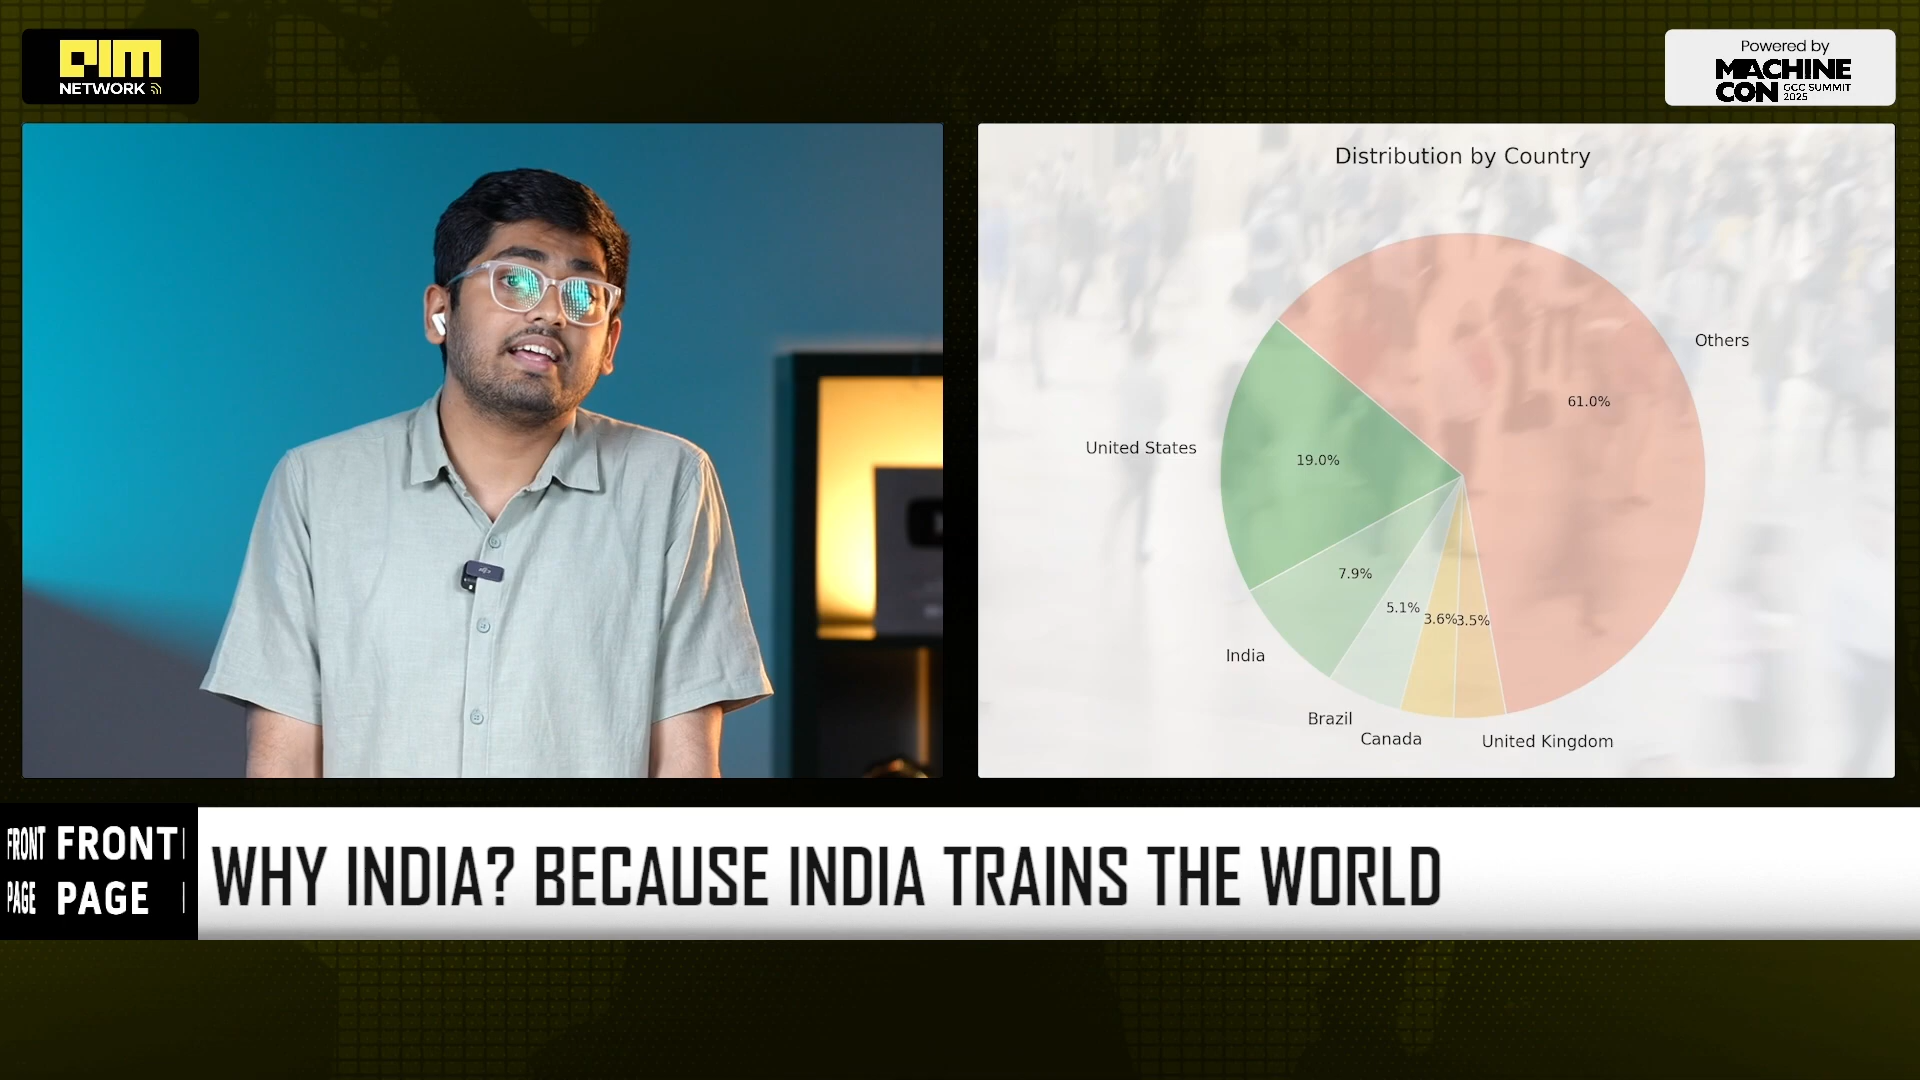 AIM
NETWORK
Powered by
MACHINE
CON GCC SUMMIT
2025
Distribution by Country
Others
61.0%
United States
19.0%
7.9%
5.1%
3.6%
3.5%
India
Brazil
Canada
United Kingdom
FRONT FRONT
PAGE PAGE
WHY INDIA? BECAUSE INDIA TRAINS THE WORLD